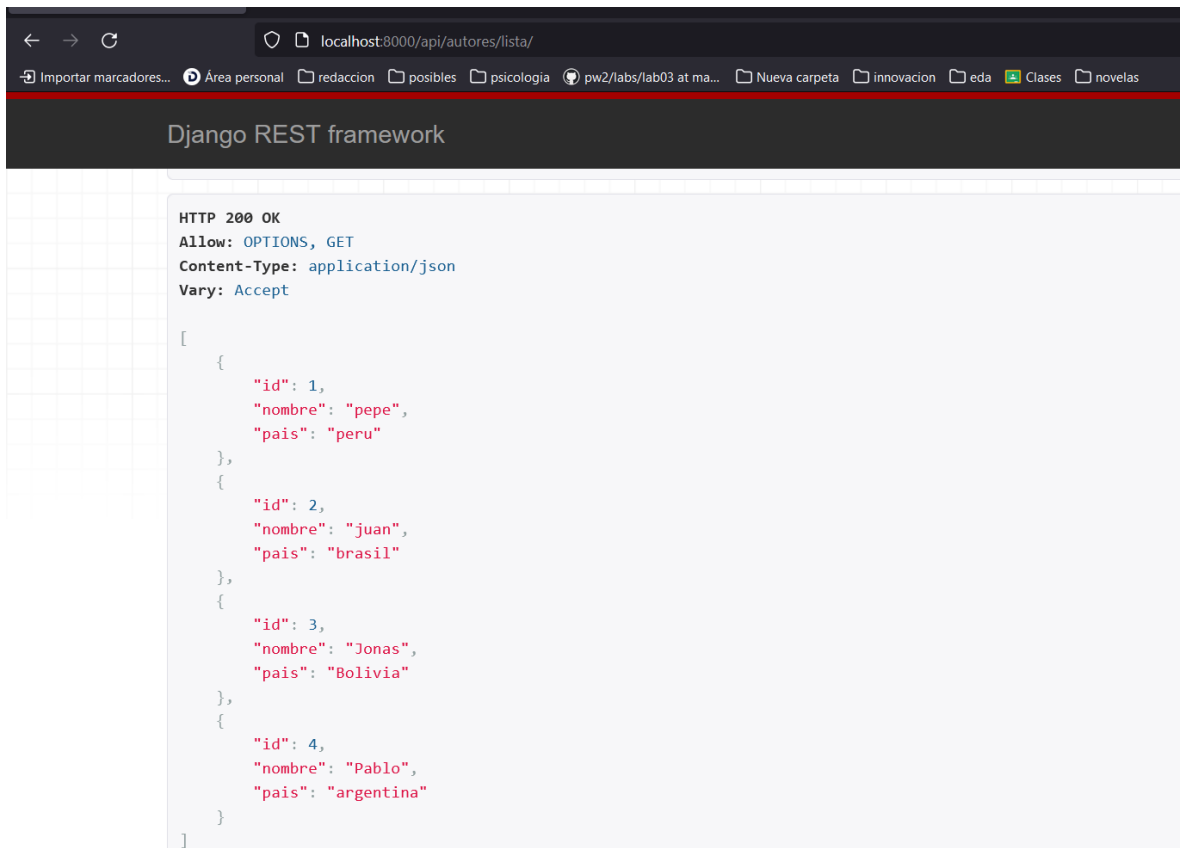 localhost:8000/api/autores/lista/
Importar marcadores... Área personal redaccion posibles psicologia pw2/labs/lab03 at ma... Nueva carpeta innovacion eda Clases novelas
Django REST framework
HTTP 200 OK
Allow: OPTIONS, GET
Content-Type: application/json
Vary: Accept
[
    {
        "id": 1,
        "nombre": "pepe",
        "pais": "peru"
    },
    {
        "id": 2,
        "nombre": "juan",
        "pais": "brasil"
    },
    {
        "id": 3,
        "nombre": "Jonas",
        "pais": "Bolivia"
    },
    {
        "id": 4,
        "nombre": "Pablo",
        "pais": "argentina"
    }
]